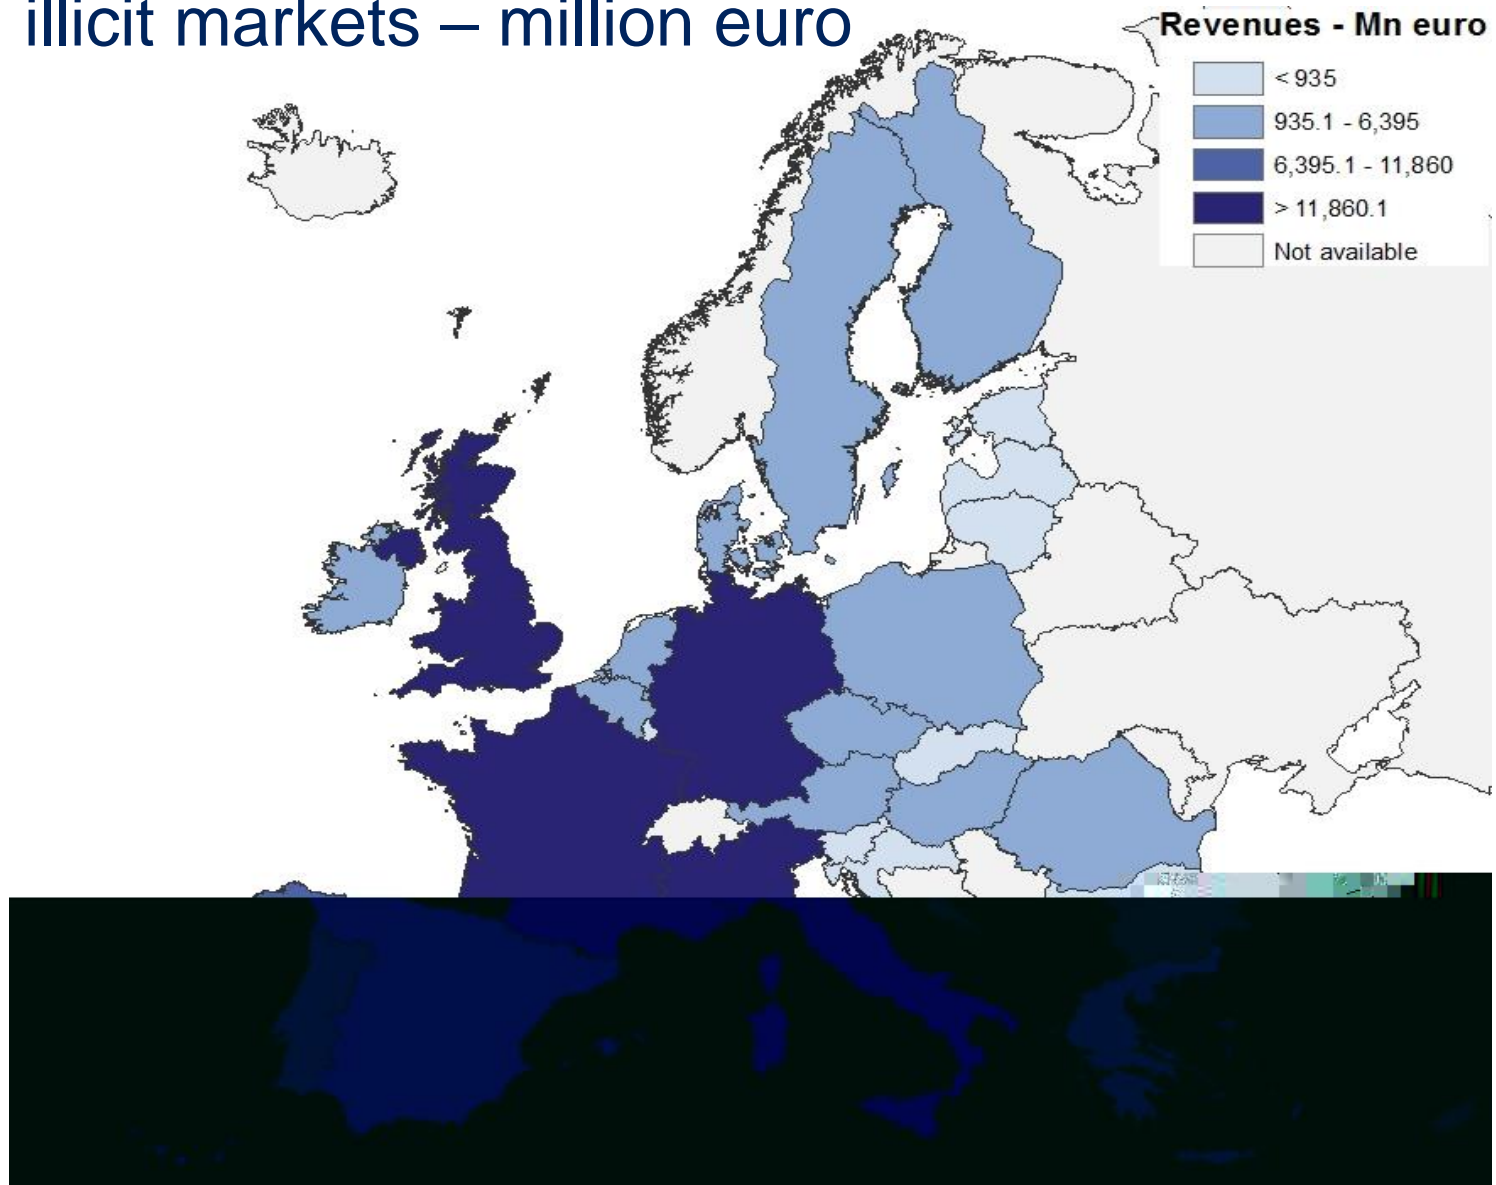 illicit markets – million euro
Revenues - Mn euro
< 935
935.1 - 6,395
6,395.1 - 11,860
> 11,860.1
Not available